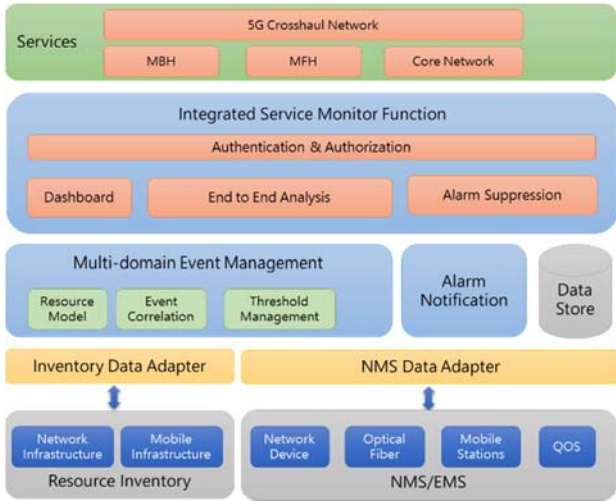 Services
5G Crosshaul Network
MBH
MFH
Core Network
Integrated Service Monitor Function
Authentication & Authorization
Dashboard
End to End Analysis
Alarm Suppression
Multi-domain Event Management
Resource
Model
Event
Correlation
Threshold
Management
Alarm
Notification
Data
Store
Inventory Data Adapter
NMS Data Adapter
Network
Infrastructure
Mobile
Infrastructure
Resource Inventory
Network
Device
Optical
Fiber
Mobile
Stations
QOS
NMS/EMS